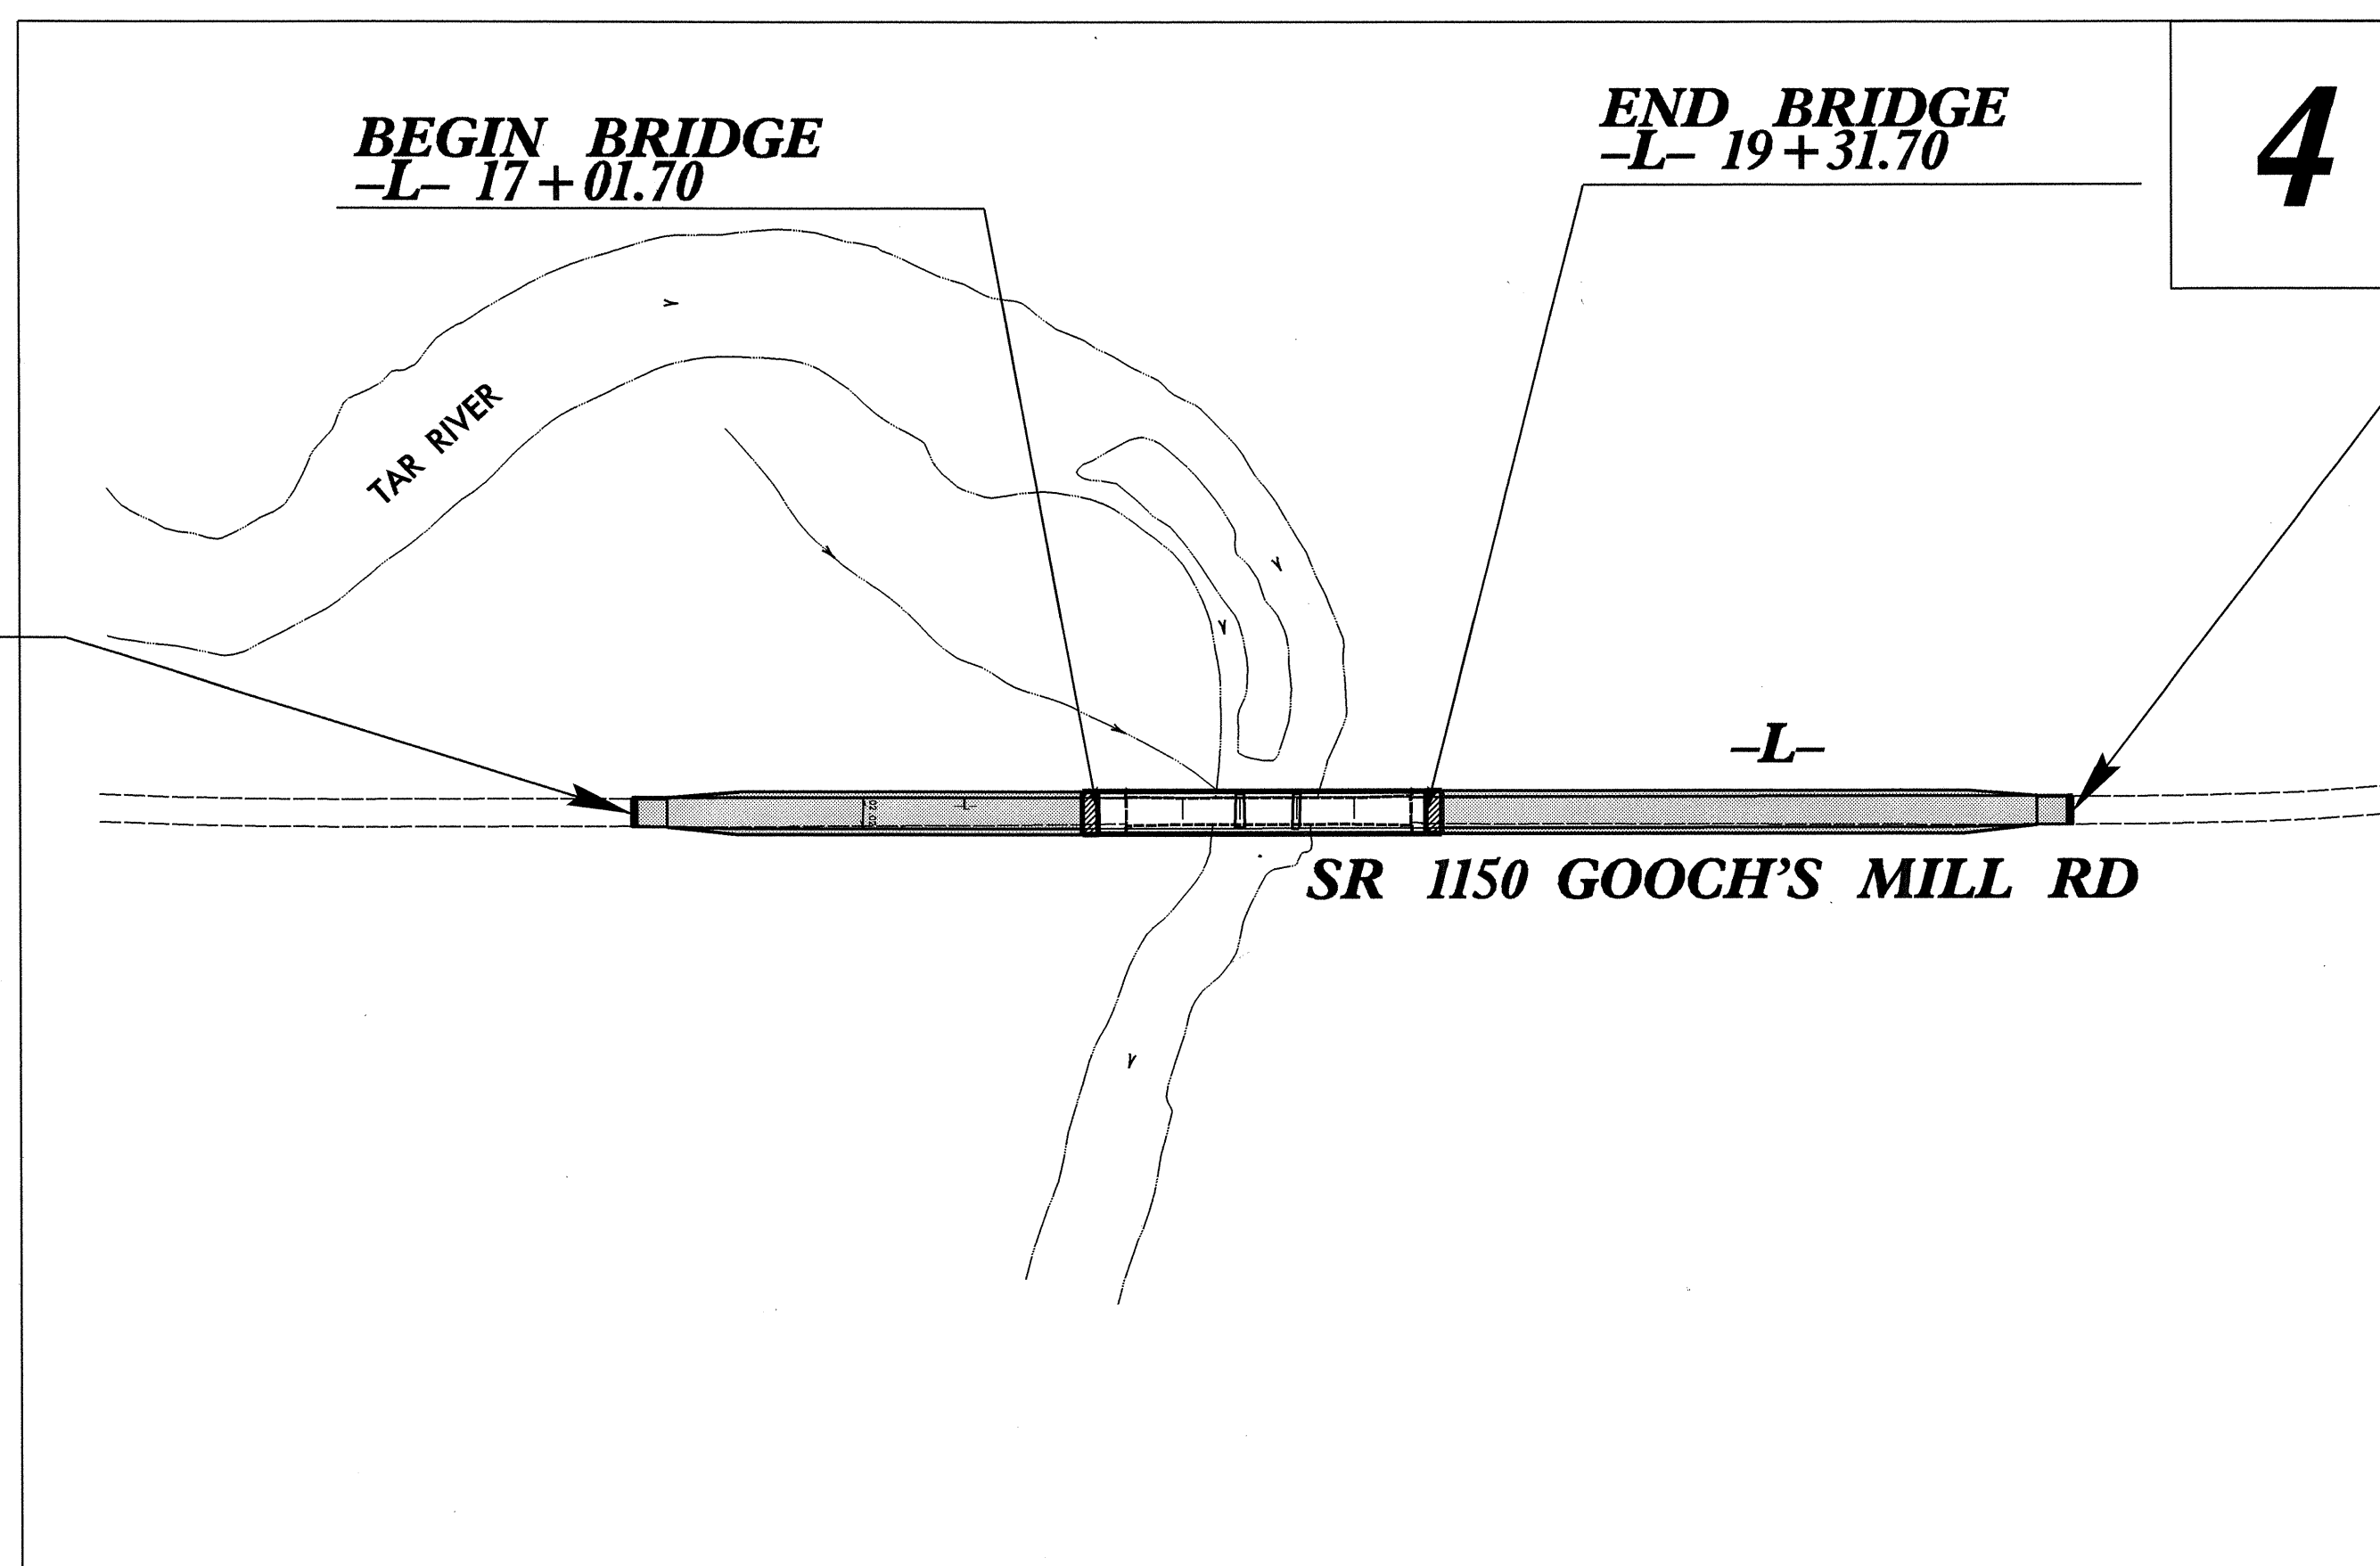 BEGIN BRIDGE
-L- 17+01.70
END BRIDGE
-L- 19+31.70
4
TAR RIVER
-L-
-L-
SR 1150 GOOCH'S MILL RD